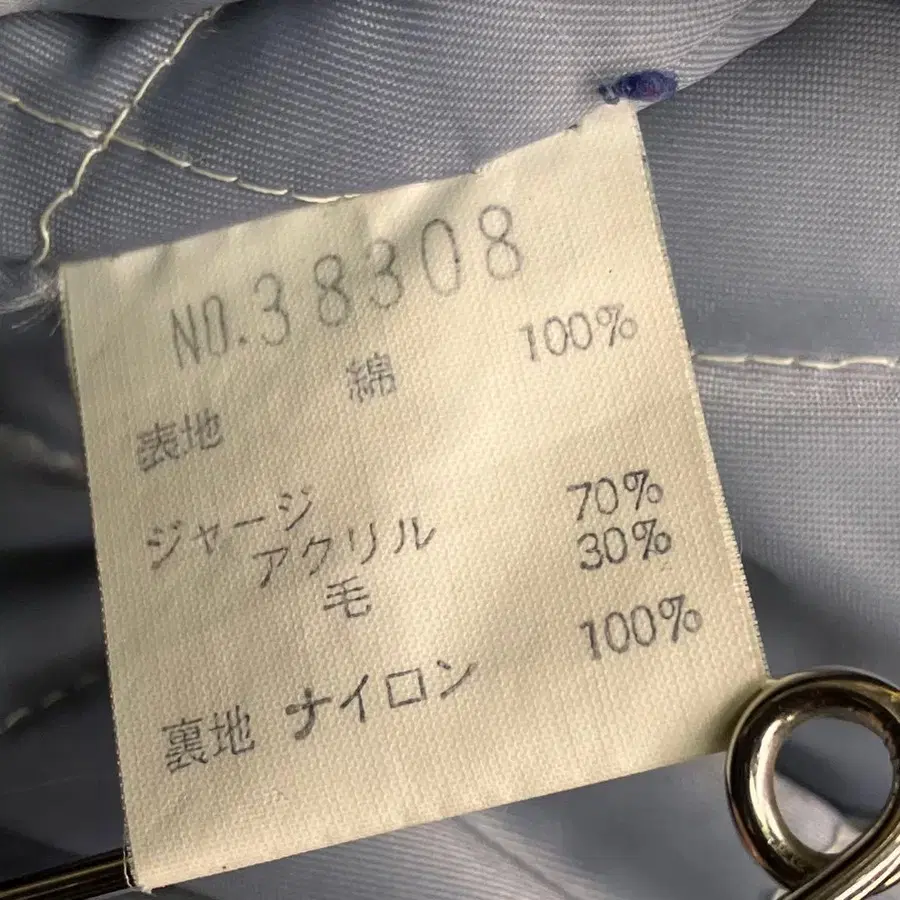 NO.38308
表地 綿 100%
ジャージ
アクリル 70%
毛 30%
裏地 ナイロン 100%